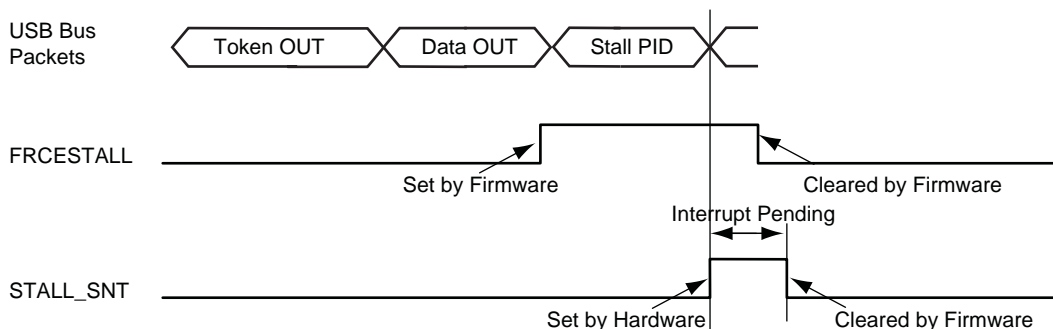 USB Bus
Packets
Token OUT
Data OUT
Stall PID
FRCESTALL
Set by Firmware
Cleared by Firmware
Interrupt Pending
STALL_SNT
Set by Hardware
Cleared by Firmware